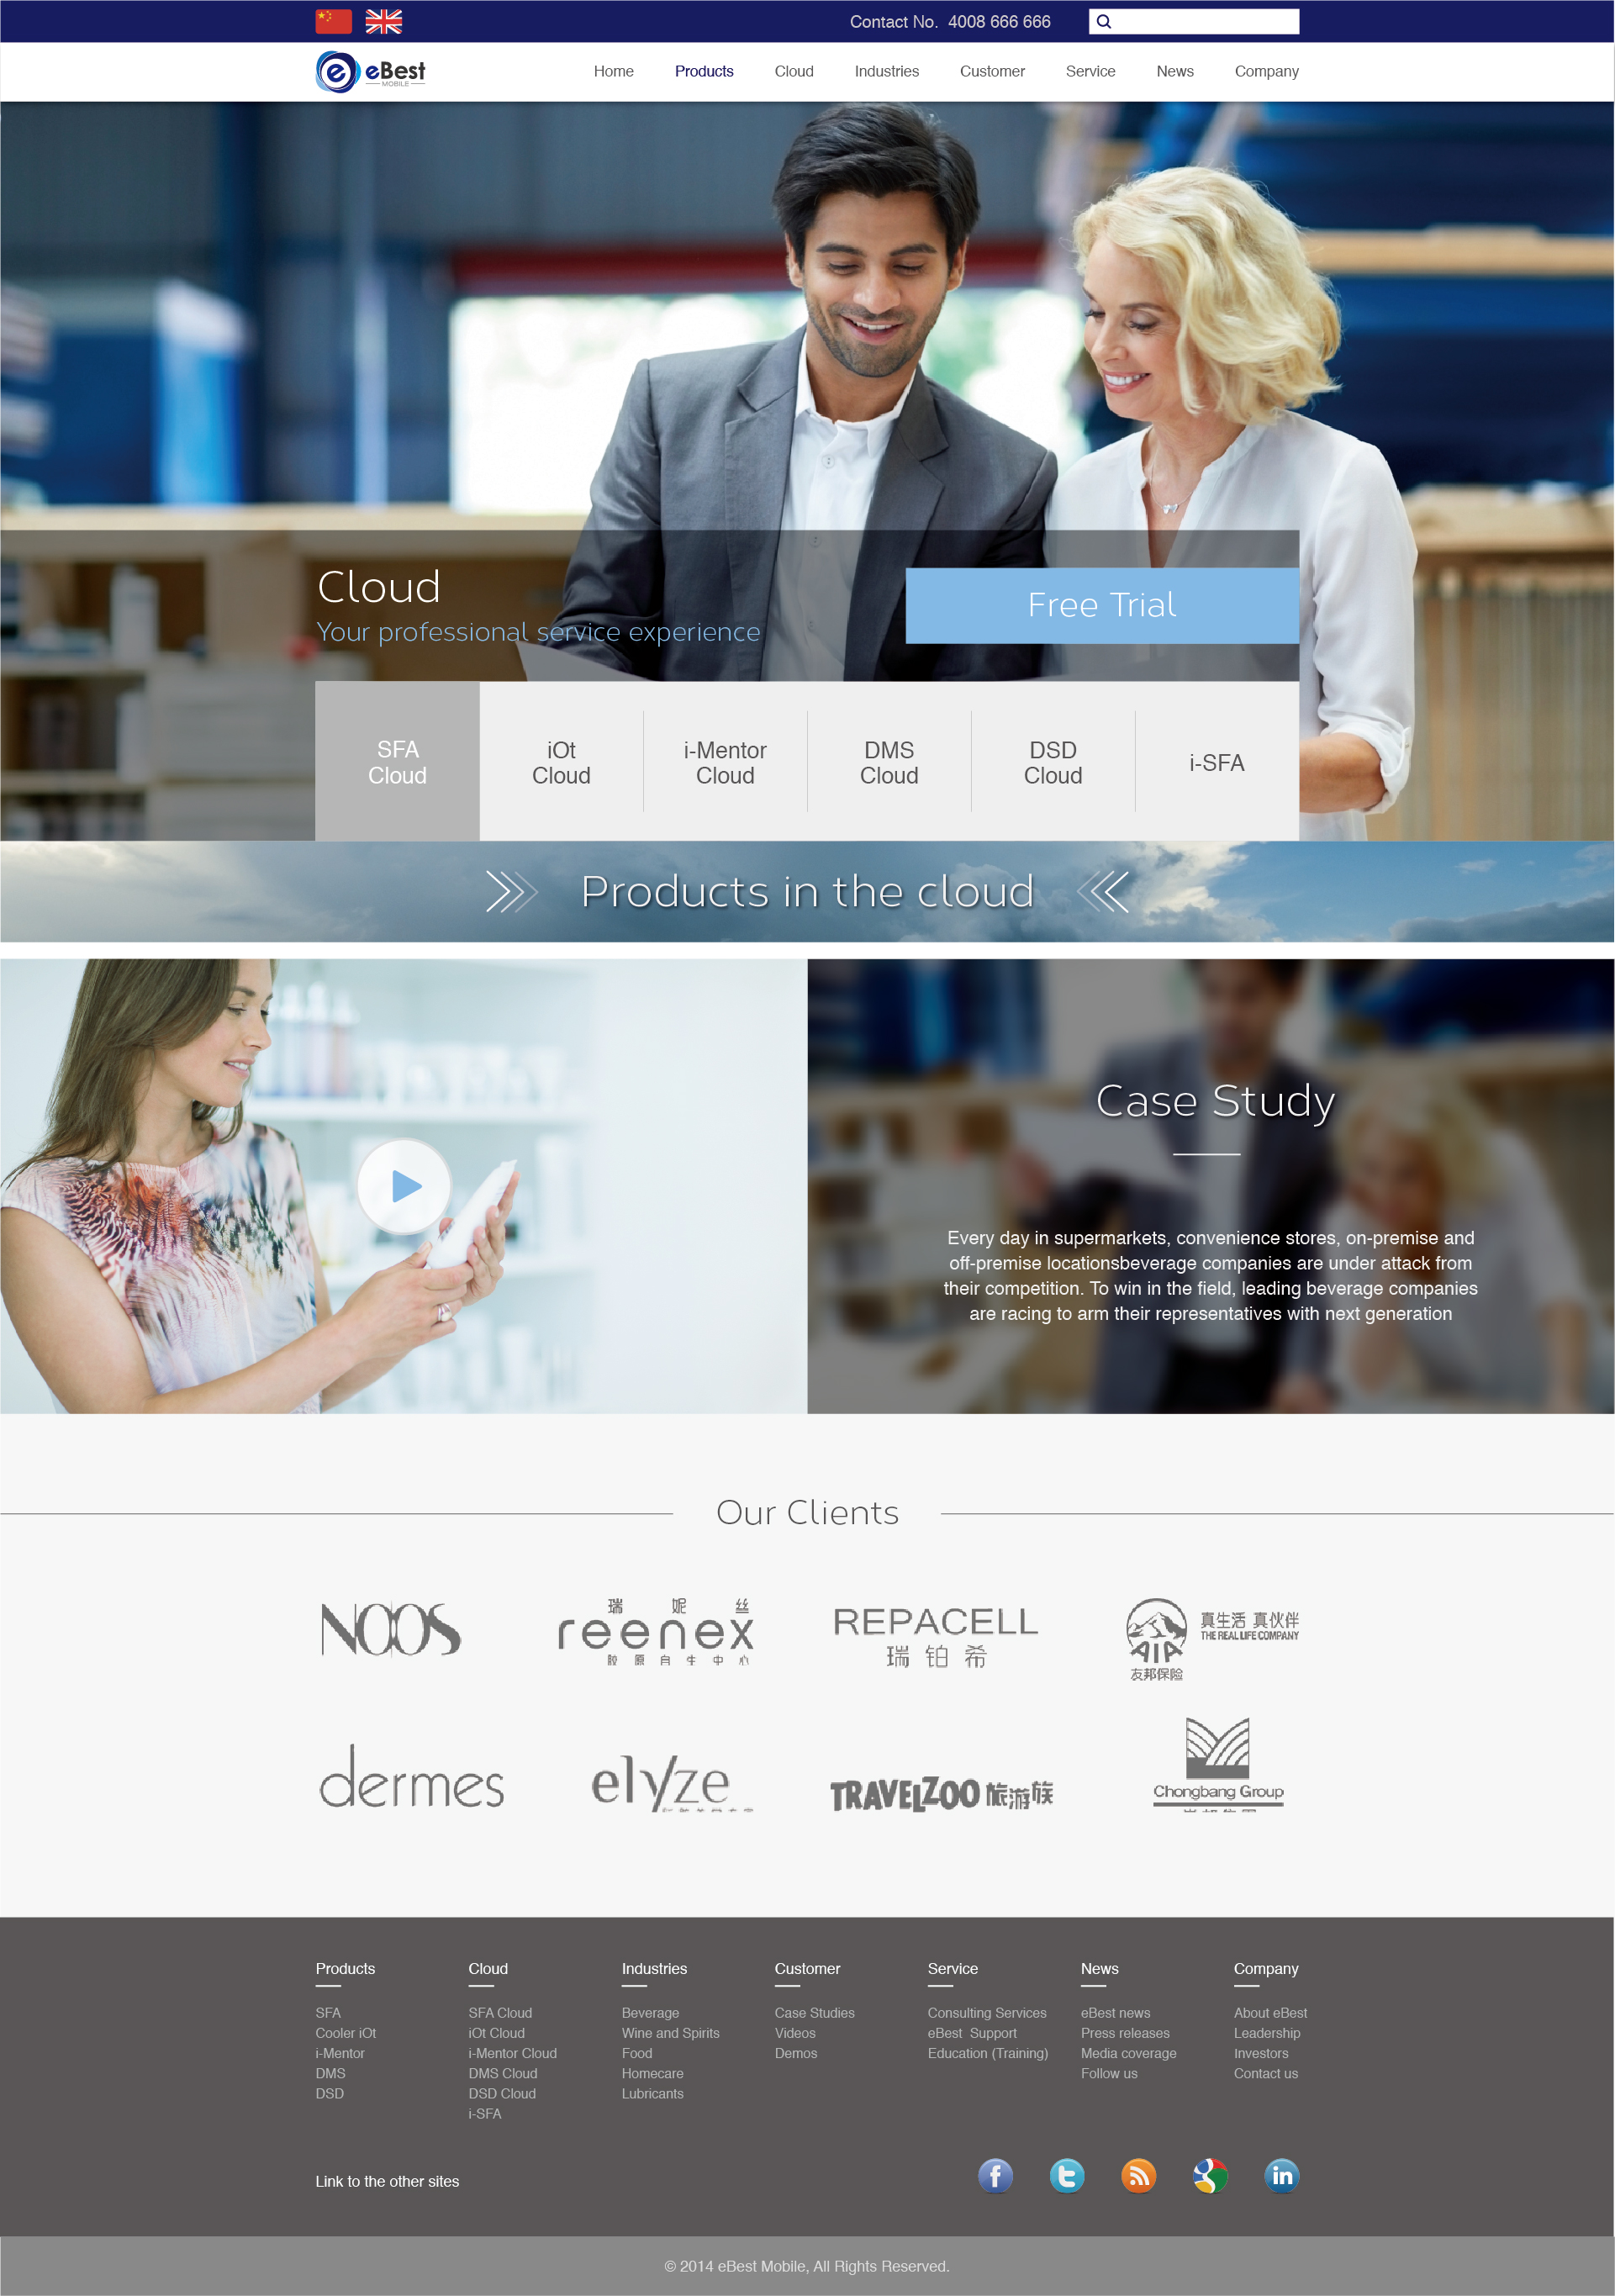 Contact No. 4008 666 666
eBest
MOBILE
Home Products Cloud Industries Customer Service News Company
Cloud
Your professional service experience
Free Trial
SFA Cloud
iOt Cloud
i-Mentor Cloud
DMS Cloud
DSD Cloud
i-SFA
Products in the cloud
Case Study
Every day in supermarkets, convenience stores, on-premise and
off-premise locationsbeverage companies are under attack from
their competition. To win in the field, leading beverage companies
are racing to arm their representatives with next generation
Our Clients
NOOS
瑞 妮 丝
reenex
胶 原 自 生 中 心
REPACELL
瑞 铂 希
AIA
友邦保险
真生活 真伙伴
THE REAL LIFE COMPANY
dermes
elyze
TRAVELZOO 旅游族
Chongbang Group
Products
SFA
Cooler iOt
i-Mentor
DMS
DSD
Cloud
SFA Cloud
iOt Cloud
i-Mentor Cloud
DMS Cloud
DSD Cloud
i-SFA
Industries
Beverage
Wine and Spirits
Food
Homecare
Lubricants
Customer
Case Studies
Videos
Demos
Service
Consulting Services
eBest Support
Education (Training)
News
eBest news
Press releases
Media coverage
Follow us
Company
About eBest
Leadership
Investors
Contact us
Link to the other sites
© 2014 eBest Mobile, All Rights Reserved.